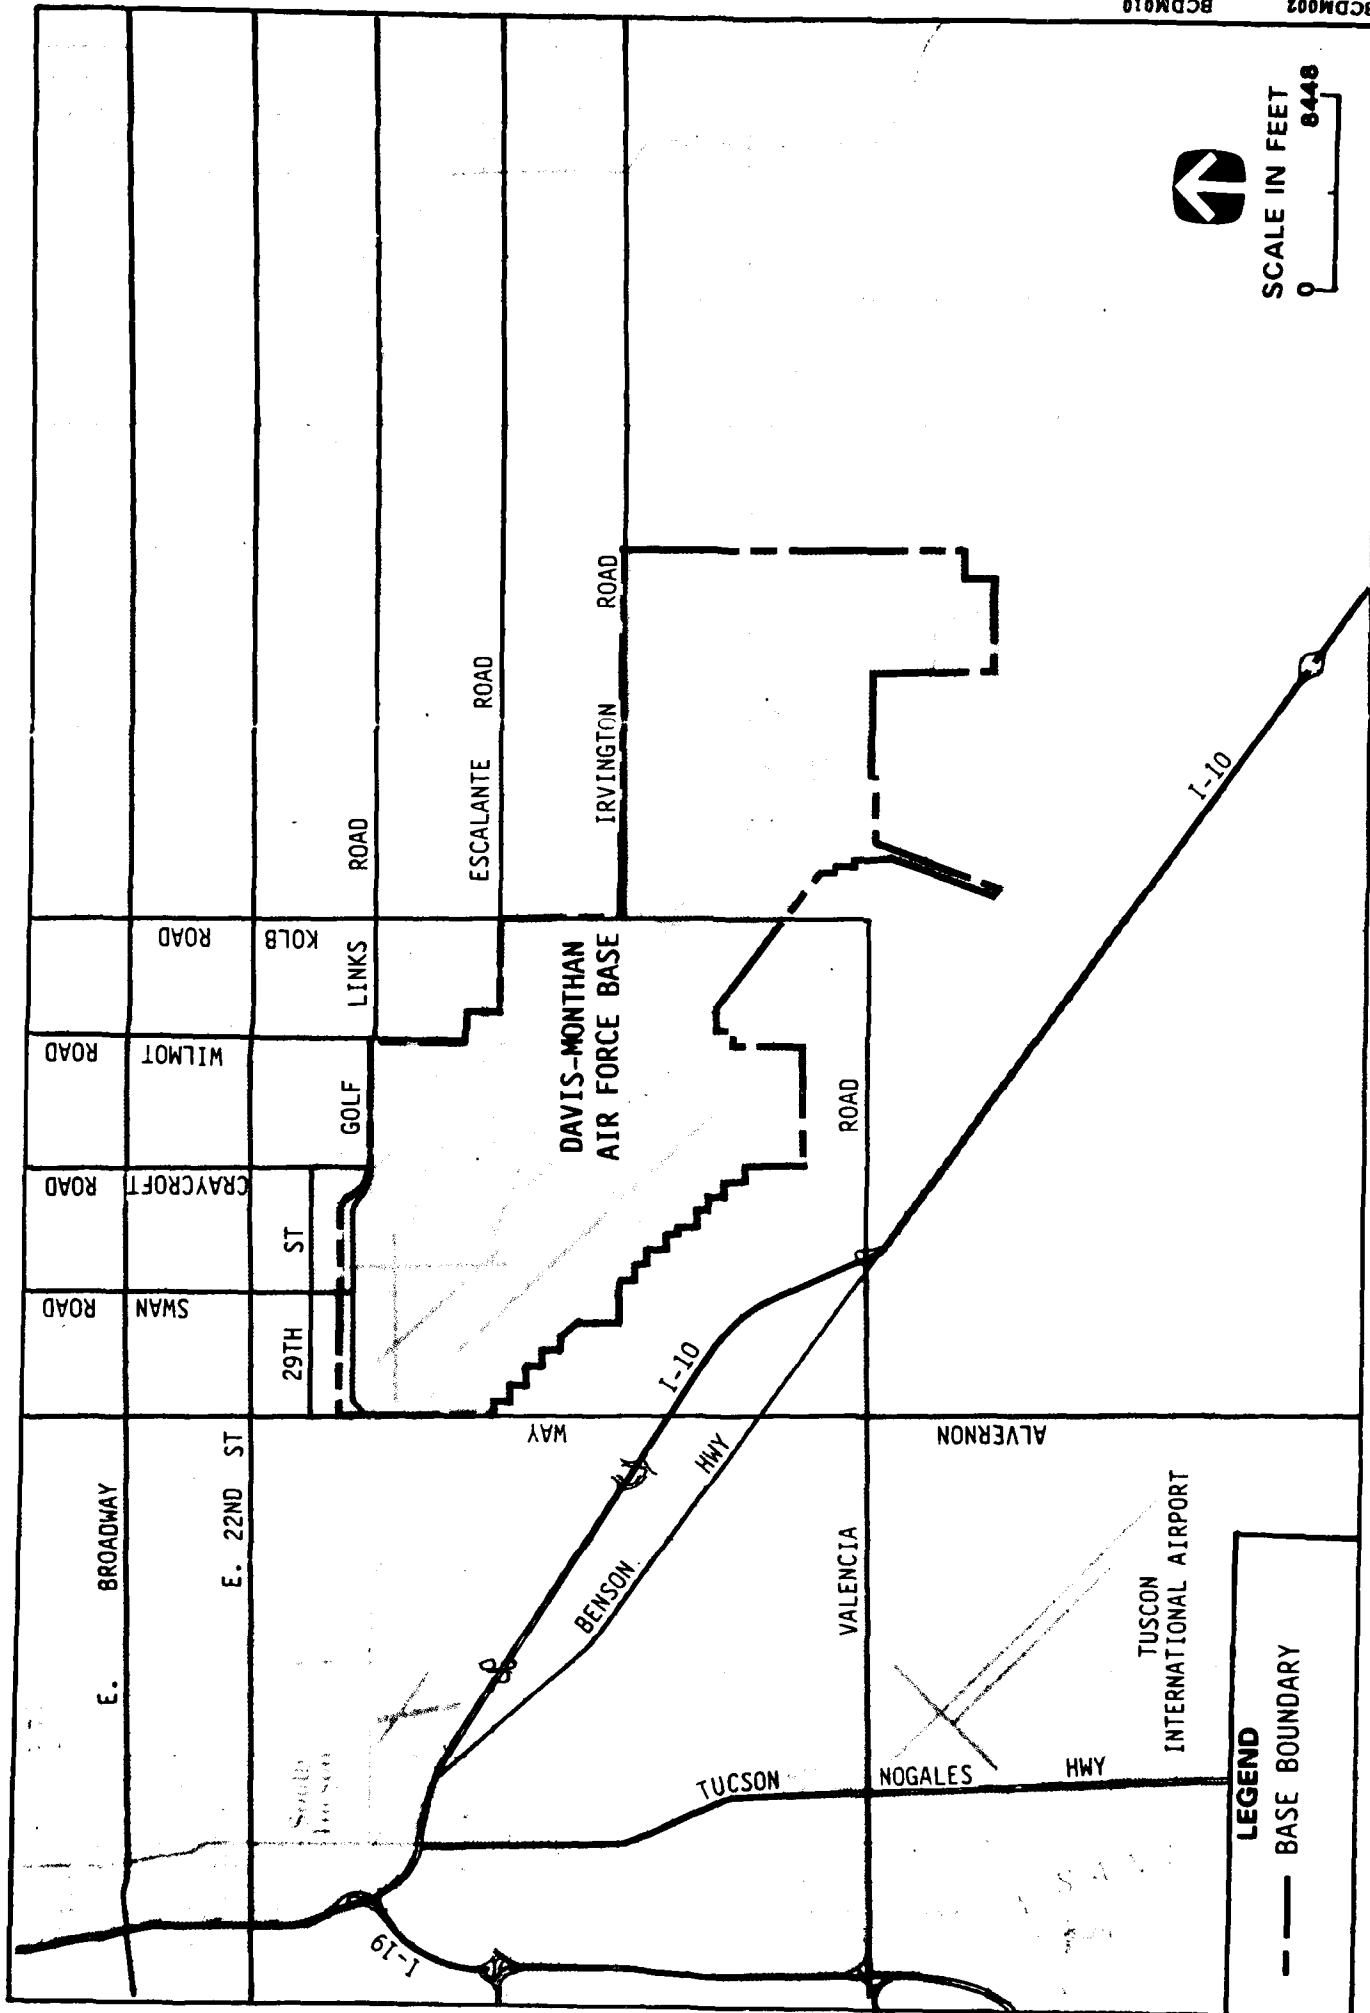 BCDM010
BCDM002
E. BROADWAY
E. 22ND ST
29TH ST
SWAN ROAD
CRAYCROFT ROAD
WILMOT ROAD
KOLB ROAD
GOLF LINKS ROAD
ESCALANTE ROAD
IRVINGTON ROAD
DAVIS-MONTHAN
AIR FORCE BASE
ALVERNON WAY
VALENCIA ROAD
I-10
I-10
BENSON HWY
I-19
South
Tucson
TUCSON NOGALES HWY
TUSCON
INTERNATIONAL AIRPORT
SCALE IN FEET
0 8448
LEGEND
BASE BOUNDARY